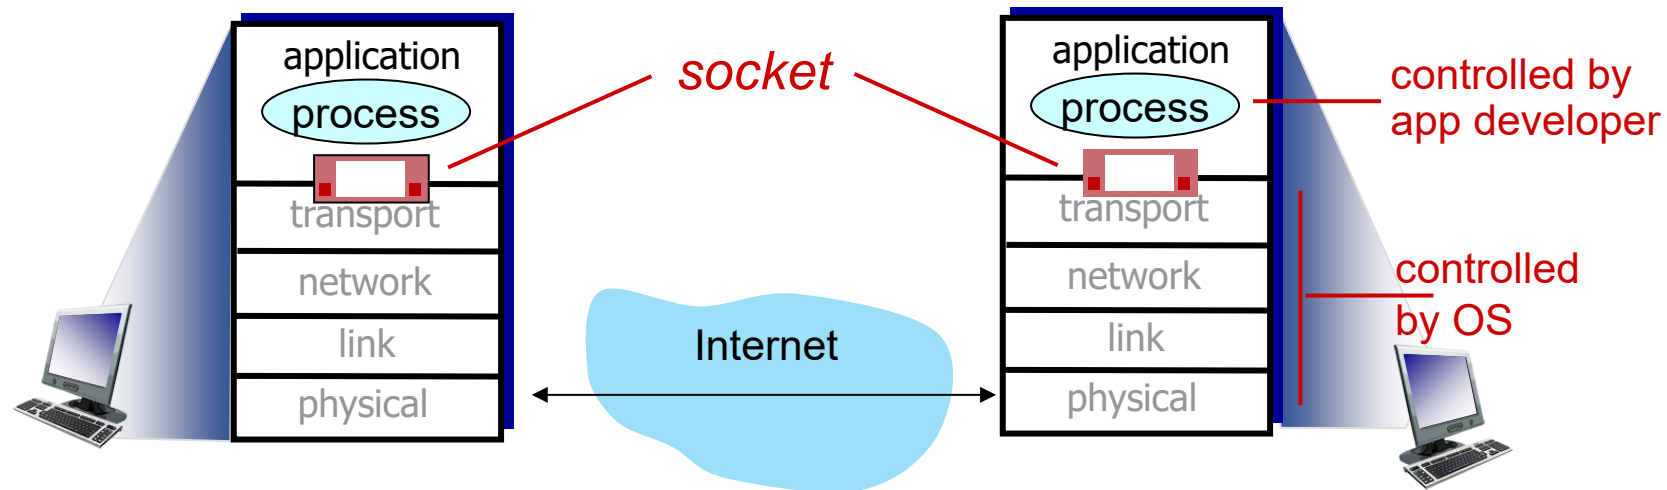 application
process
transport
network
link
physical
socket
Internet
application
process
transport
network
link
physical
controlled by
app developer
controlled
by OS